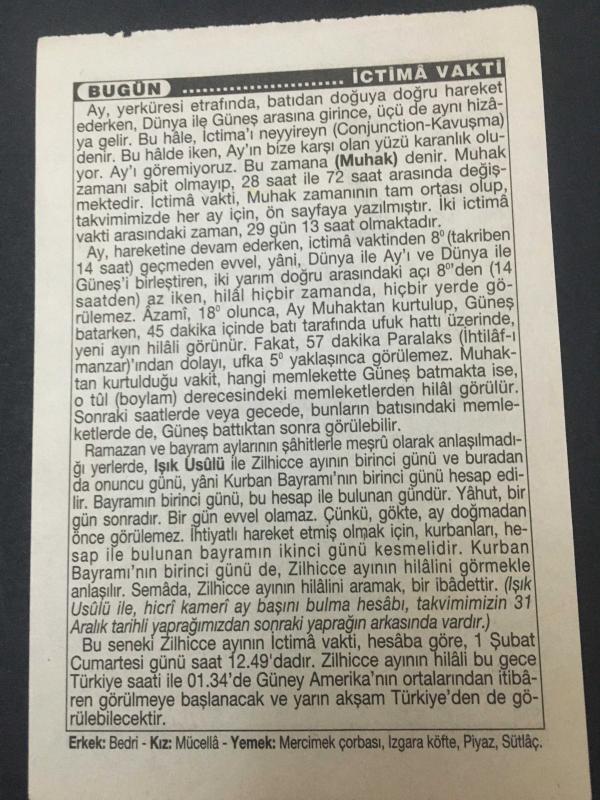 BUGÜN ........................ İCTİMÂ VAKTİ
Ay, yerküresi etrafında, batıdan doğuya doğru hareket
ederken, Dünya ile Güneş arasına girince, üçü de aynı hizâ-
ya gelir. Bu hâle, İctima'ı neyyireyn (Conjunction-Kavuşma)
denir. Bu hâlde iken, Ay'ın bize karşı olan yüzü karanlık olu-
yor. Ay'ı göremiyoruz. Bu zamana (Muhak) denir. Muhak
zamanı sabit olmayıp, 28 saat ile 72 saat arasında değiş-
mektedir. İctimâ vakti, Muhak zamanının tam ortası olup,
takvimimizde her ay için, ön sayfaya yazılmıştır. İki ictimâ
vakti arasındaki zaman, 29 gün 13 saat olmaktadır.
Ay, hareketine devam ederken, ictimâ vaktinden 8º (takriben
14 saat) geçmeden evvel, yâni, Dünya ile Ay'ı ve Dünya ile
Güneş'i birleştiren, iki yarım doğru arasındaki açı 8º'den (14
saatden) az iken, hilâl hiçbir zamanda, hiçbir yerde gö-
rülemez. Âzamî, 18º olunca, Ay Muhaktan kurtulup, Güneş
batarken, 45 dakika içinde batı tarafında ufuk hattı üzerinde,
yeni ayın hilâli görünür. Fakat, 57 dakika Paralaks (İhtilâf-ı
manzar)'ından dolayı, ufka 5º yaklaşınca görülemez. Muhak-
tan kurtulduğu vakit, hangi memlekette Güneş batmakta ise,
o tûl (boylam) derecesindeki memleketlerden hilâl görülür.
Sonraki saatlerde veya gecede, bunların batısındaki memle-
ketlerde de, Güneş battıktan sonra görülebilir.
Ramazan ve bayram aylarının şâhitlerle meşrû olarak anlaşılmadı-
ğı yerlerde, Işık Usûlü ile Zilhicce ayının birinci günü ve buradan
da onuncu günü, yâni Kurban Bayramı'nın birinci günü hesap edi-
lir. Bayramın birinci günü, bu hesap ile bulunan gündür. Yâhut, bir
gün sonradır. Bir gün evvel olamaz. Çünkü, gökte, ay doğmadan
önce görülemez. İhtiyatlı hareket etmiş olmak için, kurbanları, he-
sap ile bulunan bayramın ikinci günü kesmelidir. Kurban
Bayramı'nın birinci günü de, Zilhicce ayının hilâlini görmekle
anlaşılır. Semâda, Zilhicce ayının hilâlini aramak, bir ibâdettir. (Işık
Usûlü ile, hicrî kamerî ay başını bulma hesâbı, takvimimizin 31
Aralık tarihli yaprağımızdan sonraki yaprağın arkasında vardır.)
Bu seneki Zilhicce ayının İctimâ vakti, hesâba göre, 1 Şubat
Cumartesi günü saat 12.49'dadır. Zilhicce ayının hilâli bu gece
Türkiye saati ile 01.34'de Güney Amerika'nın ortalarından itibâ-
ren görülmeye başlanacak ve yarın akşam Türkiye'den de gö-
rülebilecektir.
Erkek: Bedri - Kız: Mücellâ - Yemek: Mercimek çorbası, Izgara köfte, Piyaz, Sütlâç.